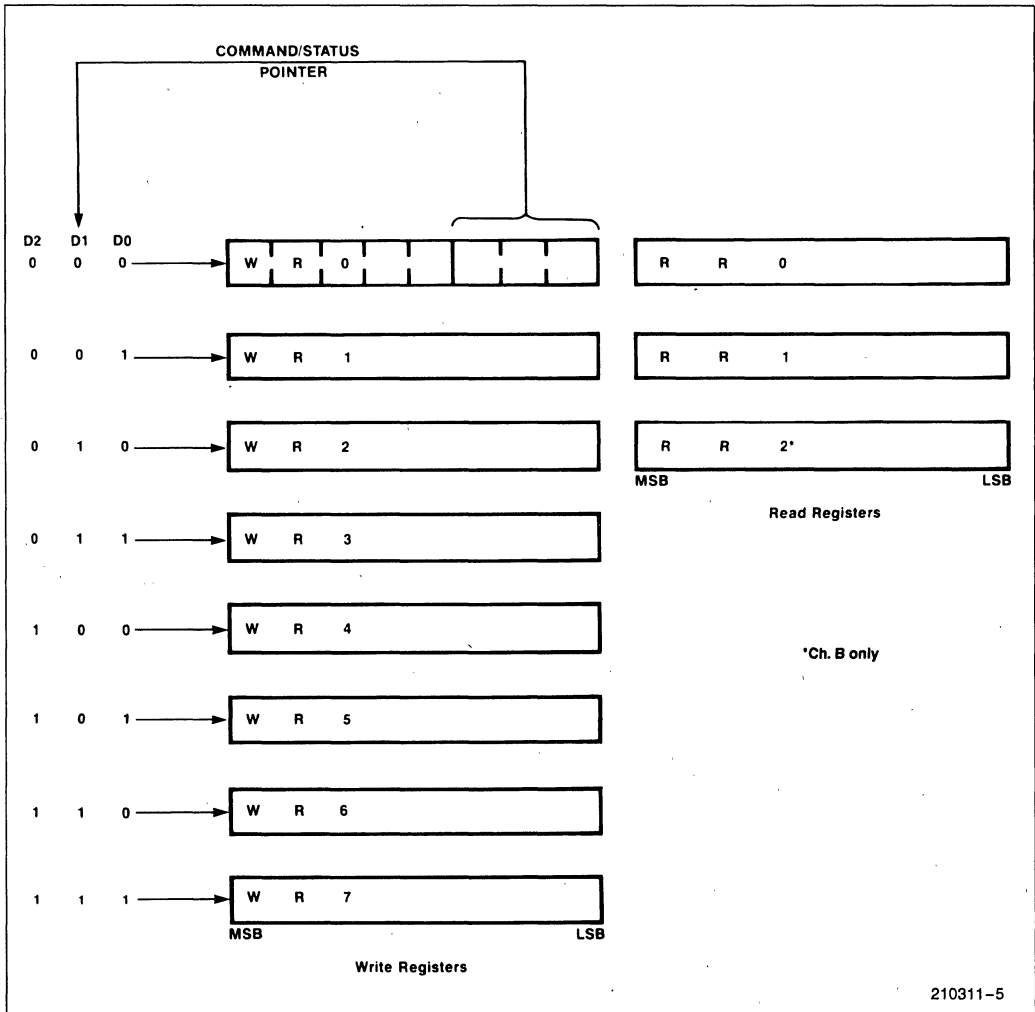 COMMAND/STATUS
POINTER
D2 D1 D0
0 0 0 W R 0 R R 0
0 0 1 W R 1 R R 1
0 1 0 W R 2 R R 2*
MSB LSB
Read Registers
0 1 1 W R 3
1 0 0 W R 4
*Ch. B only
1 0 1 W R 5
1 1 0 W R 6
1 1 1 W R 7
MSB LSB
Write Registers
210311-5